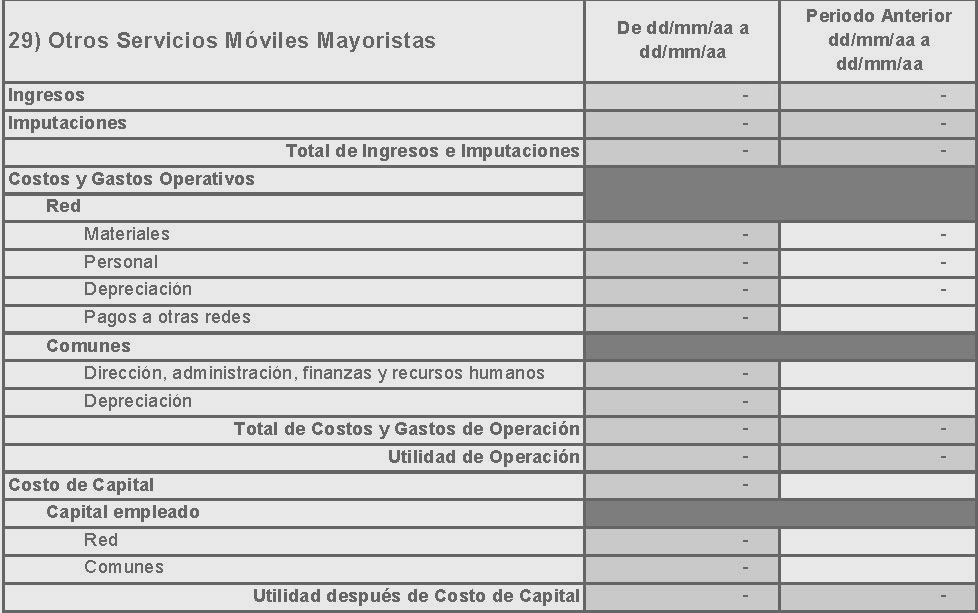 29) Otros Servicios Móviles Mayoristas
De dd/mm/aa a
dd/mm/aa
Periodo Anterior
dd/mm/aa a
dd/mm/aa
Ingresos - -
Imputaciones - -
Total de Ingresos e Imputaciones - -
Costos y Gastos Operativos
Red
Materiales - -
Personal - -
Depreciación - -
Pagos a otras redes -
Comunes
Dirección, administración, finanzas y recursos humanos -
Depreciación -
Total de Costos y Gastos de Operación - -
Utilidad de Operación - -
Costo de Capital -
Capital empleado
Red -
Comunes -
Utilidad después de Costo de Capital - -